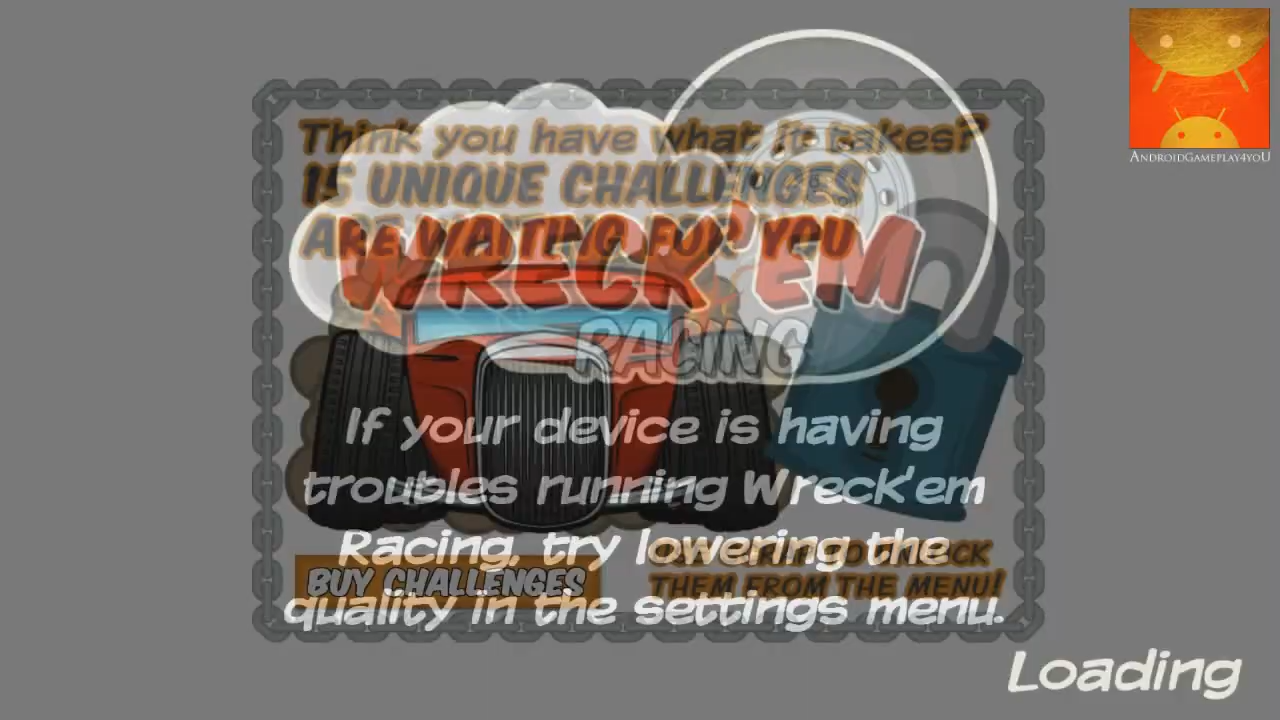 AndroidGameplay4you
Think you have what it takes?
15 UNIQUE CHALLENGES
ARE WAITING FOR YOU
WRECK'EM
RACING
If your device is having
troubles running Wreck'em
Racing, try lowering the
quality in the settings menu.
BUY CHALLENGES
TO UNLOCK
THEM FROM THE MENU!
Loading